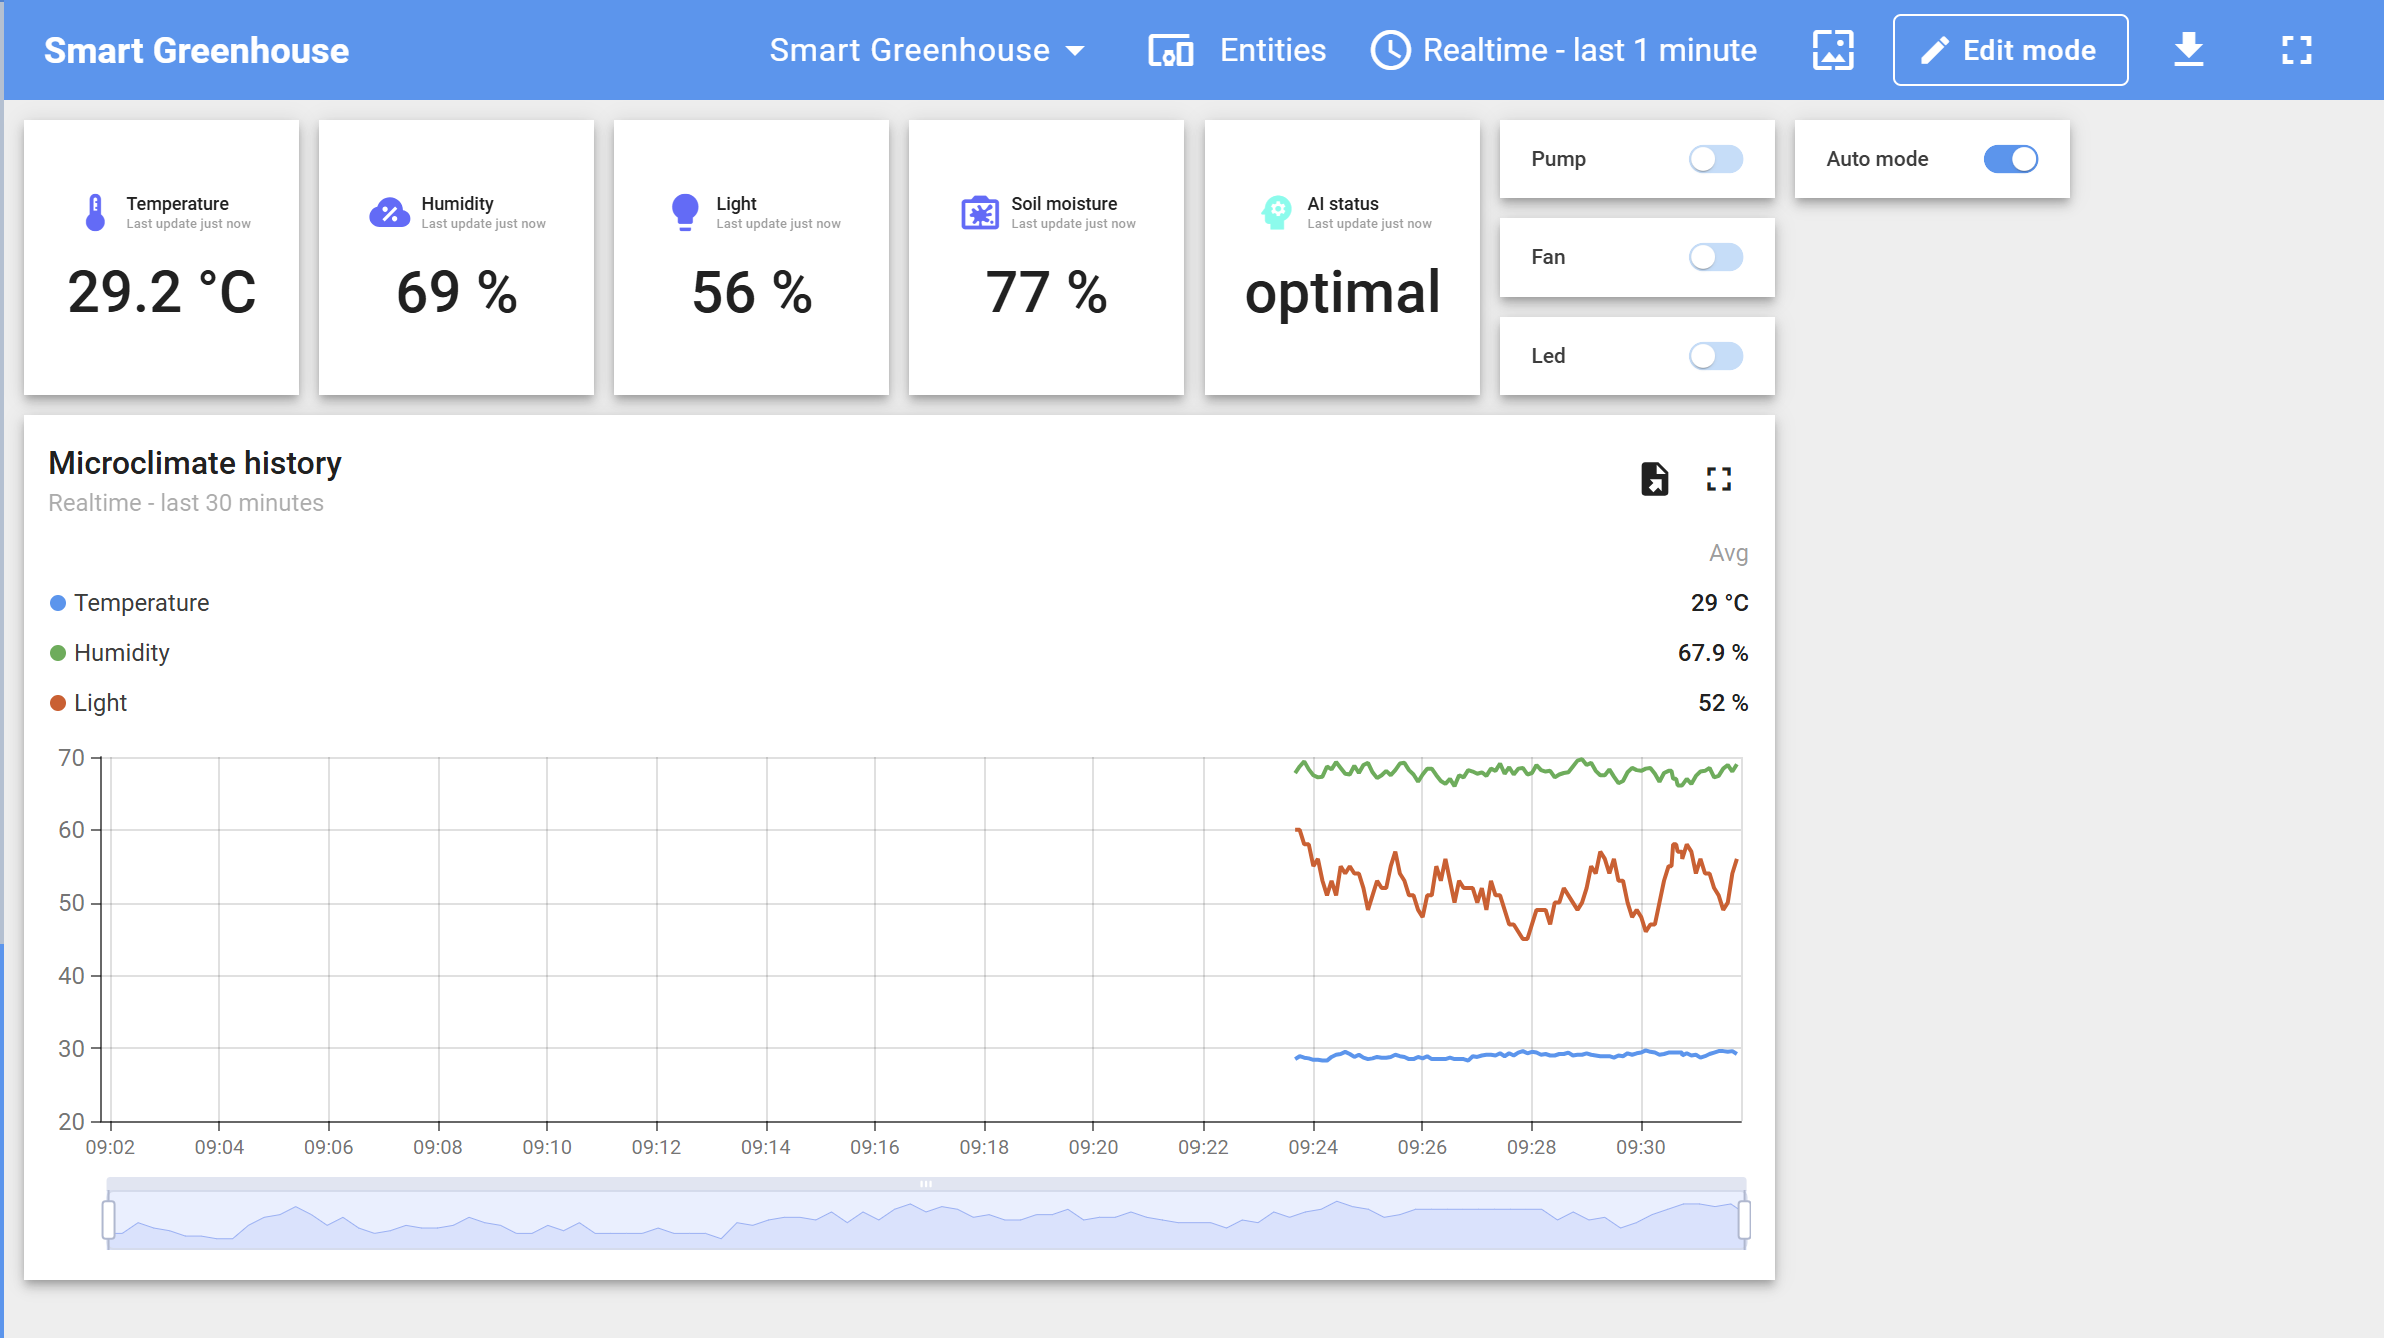 Smart Greenhouse
Smart Greenhouse
Entities
Realtime - last 1 minute
Edit mode
Temperature
Last update just now
29.2 °C
Humidity
Last update just now
69 %
Light
Last update just now
56 %
Soil moisture
Last update just now
77 %
AI status
Last update just now
optimal
Pump
Fan
Led
Auto mode
Microclimate history
Realtime - last 30 minutes
Avg
Temperature 29 °C
Humidity 67.9 %
Light 52 %
70
60
50
40
30
20
09:02 09:04 09:06 09:08 09:10 09:12 09:14 09:16 09:18 09:20 09:22 09:24 09:26 09:28 09:30